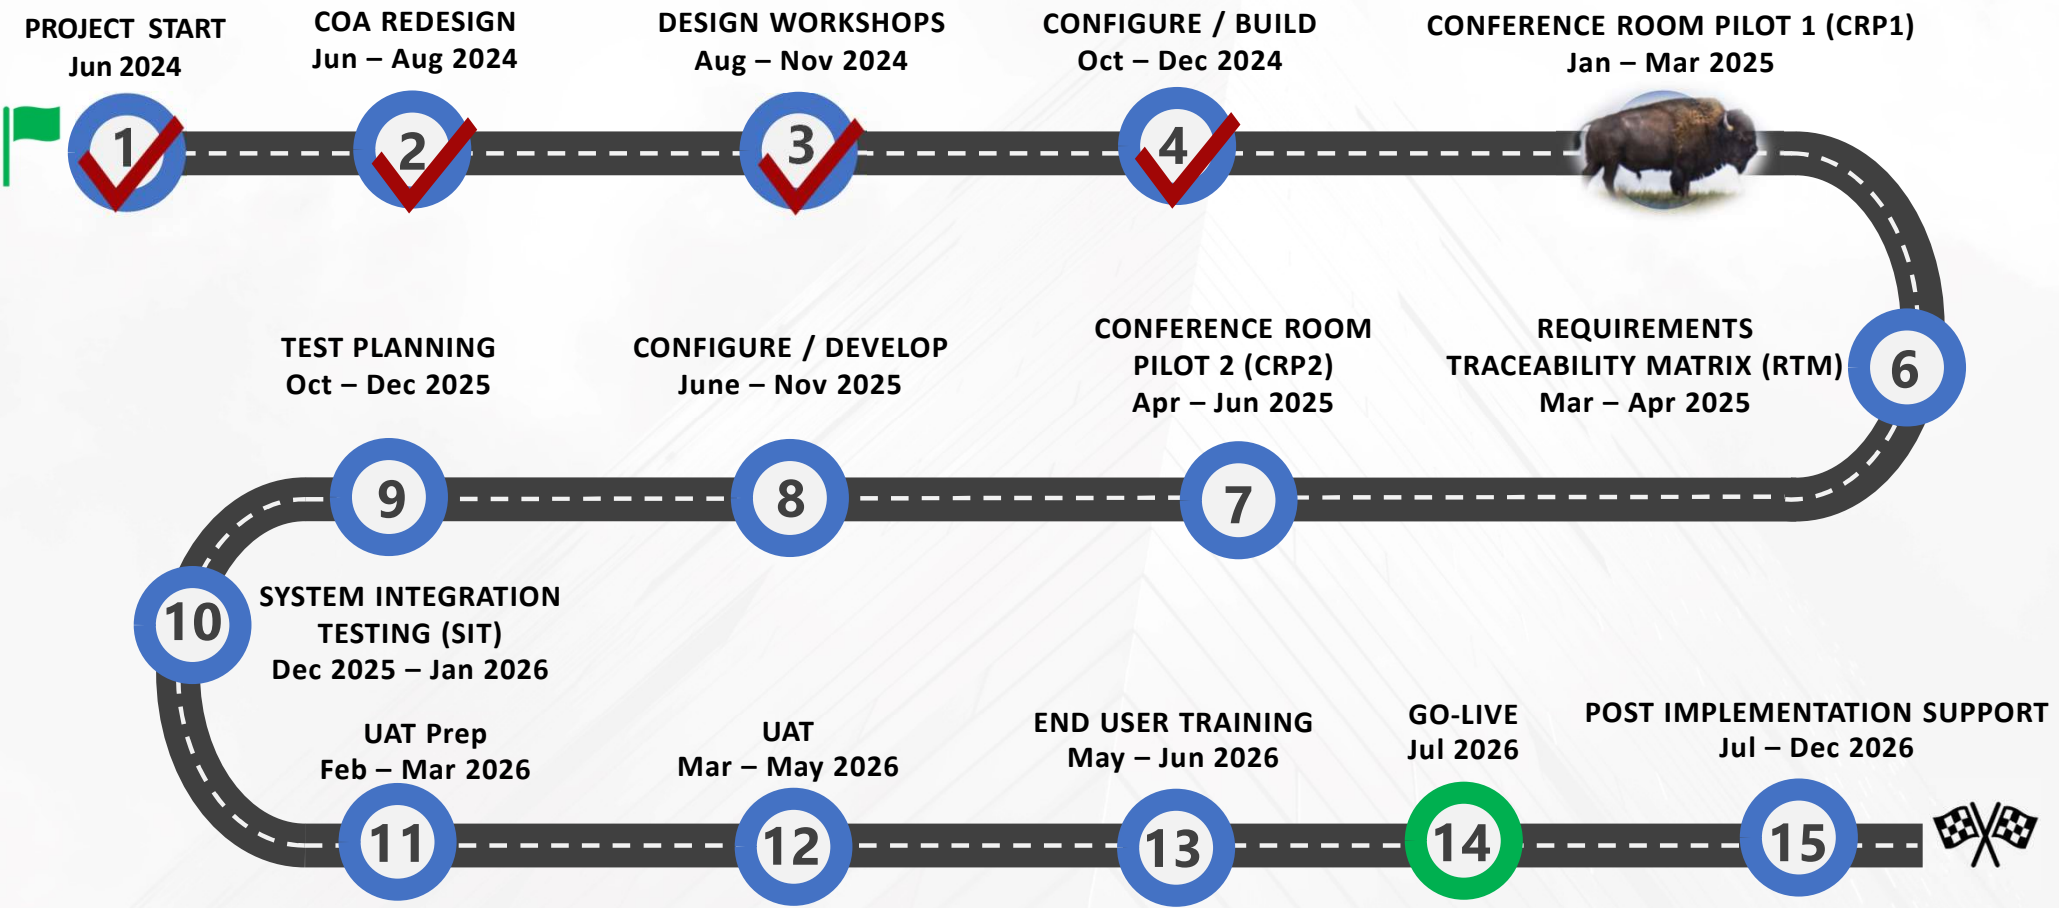 PROJECT START
Jun 2024
1
COA REDESIGN
Jun – Aug 2024
2
DESIGN WORKSHOPS
Aug – Nov 2024
3
CONFIGURE / BUILD
Oct – Dec 2024
4
CONFERENCE ROOM PILOT 1 (CRP1)
Jan – Mar 2025
REQUIREMENTS
TRACEABILITY MATRIX (RTM)
Mar – Apr 2025
6
CONFERENCE ROOM
PILOT 2 (CRP2)
Apr – Jun 2025
7
CONFIGURE / DEVELOP
June – Nov 2025
8
TEST PLANNING
Oct – Dec 2025
9
SYSTEM INTEGRATION
TESTING (SIT)
Dec 2025 – Jan 2026
10
UAT Prep
Feb – Mar 2026
11
UAT
Mar – May 2026
12
END USER TRAINING
May – Jun 2026
13
GO-LIVE
Jul 2026
14
POST IMPLEMENTATION SUPPORT
Jul – Dec 2026
15